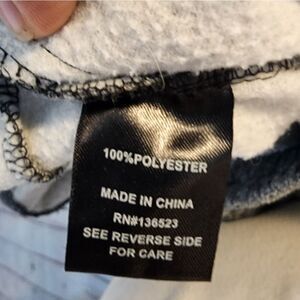 100%POLYESTER
MADE IN CHINA
RN#136523
SEE REVERSE SIDE
FOR CARE